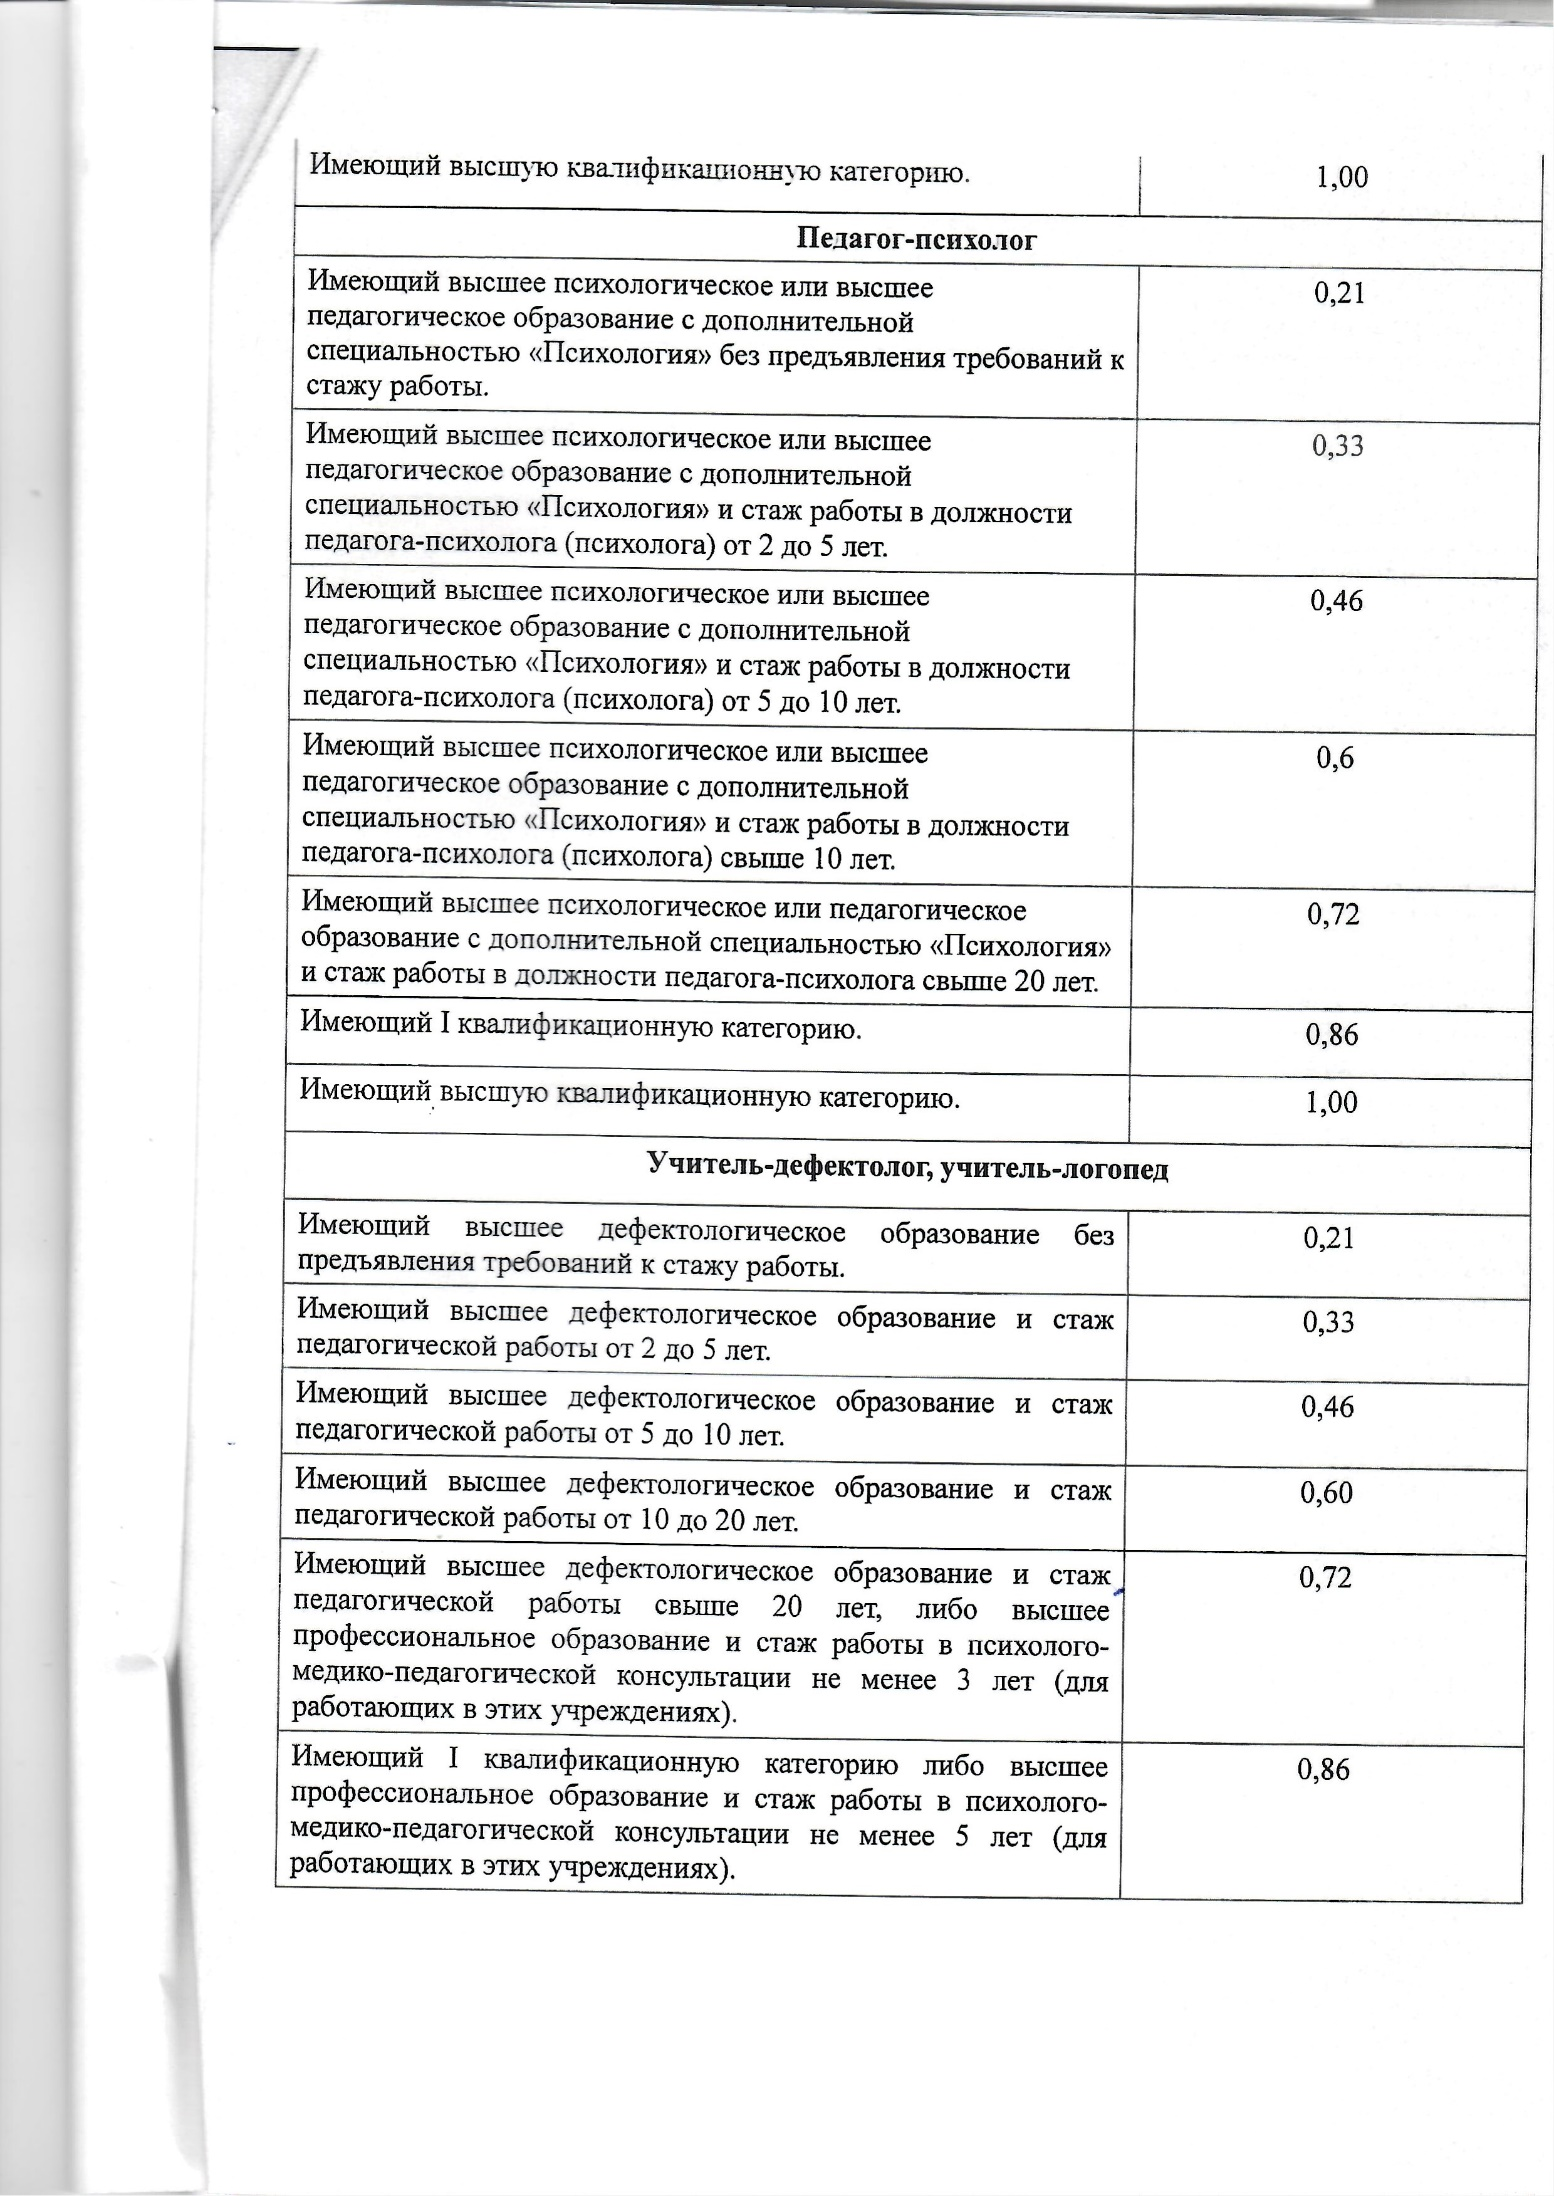 Имеющий высшую квалификационную категорию.
1,00
Педагог-психолог
Имеющий высшее психологическое или высшее
педагогическое образование с дополнительной
специальностью «Психология» без предъявления требований к
стажу работы.
0,21
Имеющий высшее психологическое или высшее
педагогическое образование с дополнительной
специальностью «Психология» и стаж работы в должности
педагога-психолога (психолога) от 2 до 5 лет.
0,33
Имеющий высшее психологическое или высшее
педагогическое образование с дополнительной
специальностью «Психология» и стаж работы в должности
педагога-психолога (психолога) от 5 до 10 лет.
0,46
Имеющий высшее психологическое или высшее
педагогическое образование с дополнительной
специальностью «Психология» и стаж работы в должности
педагога-психолога (психолога) свыше 10 лет.
0,6
Имеющий высшее психологическое или педагогическое
образование с дополнительной специальностью «Психология»
и стаж работы в должности педагога-психолога свыше 20 лет.
0,72
Имеющий I квалификационную категорию.
0,86
Имеющий высшую квалификационную категорию.
1,00
Учитель-дефектолог, учитель-логопед
Имеющий высшее дефектологическое образование без
предъявления требований к стажу работы.
0,21
Имеющий высшее дефектологическое образование и стаж
педагогической работы от 2 до 5 лет.
0,33
Имеющий высшее дефектологическое образование и стаж
педагогической работы от 5 до 10 лет.
0,46
Имеющий высшее дефектологическое образование и стаж
педагогической работы от 10 до 20 лет.
0,60
Имеющий высшее дефектологическое образование и стаж
педагогической работы свыше 20 лет, либо высшее
профессиональное образование и стаж работы в психолого-
медико-педагогической консультации не менее 3 лет (для
работающих в этих учреждениях).
0,72
Имеющий I квалификационную категорию либо высшее
профессиональное образование и стаж работы в психолого-
медико-педагогической консультации не менее 5 лет (для
работающих в этих учреждениях).
0,86